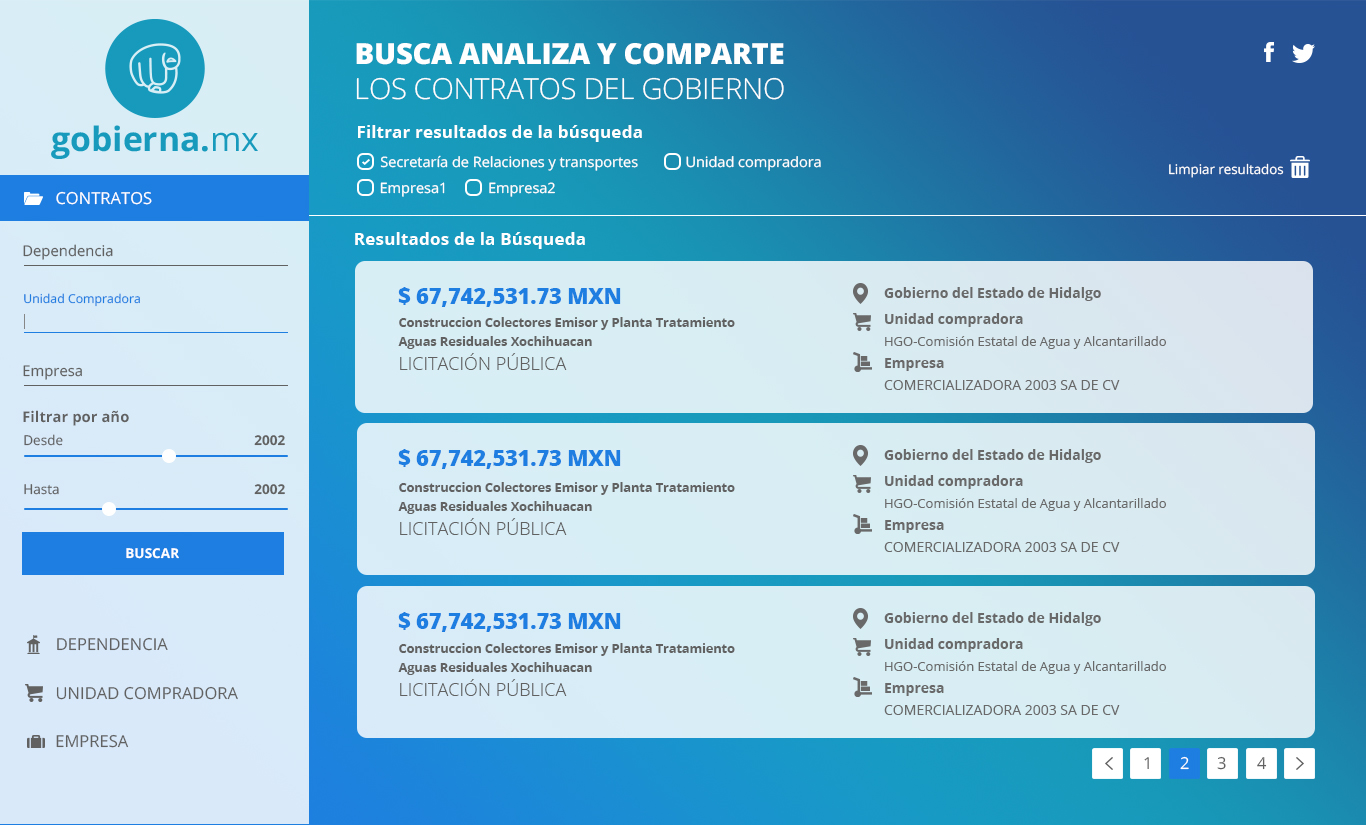 gobierna.mx
CONTRATOS
Dependencia
Unidad Compradora
Empresa
Filtrar por año
Desde 2002
Hasta 2002
BUSCAR
DEPENDENCIA
UNIDAD COMPRADORA
EMPRESA
BUSCA ANALIZA Y COMPARTE
LOS CONTRATOS DEL GOBIERNO
Filtrar resultados de la búsqueda
Secretaría de Relaciones y transportes Unidad compradora
Empresa1 Empresa2
Limpiar resultados
Resultados de la Búsqueda
$ 67,742,531.73 MXN
Construccion Colectores Emisor y Planta Tratamiento
Aguas Residuales Xochihuacan
LICITACIÓN PÚBLICA
Gobierno del Estado de Hidalgo
Unidad compradora
HGO-Comisión Estatal de Agua y Alcantarillado
Empresa
COMERCIALIZADORA 2003 SA DE CV
$ 67,742,531.73 MXN
Construccion Colectores Emisor y Planta Tratamiento
Aguas Residuales Xochihuacan
LICITACIÓN PÚBLICA
Gobierno del Estado de Hidalgo
Unidad compradora
HGO-Comisión Estatal de Agua y Alcantarillado
Empresa
COMERCIALIZADORA 2003 SA DE CV
$ 67,742,531.73 MXN
Construccion Colectores Emisor y Planta Tratamiento
Aguas Residuales Xochihuacan
LICITACIÓN PÚBLICA
Gobierno del Estado de Hidalgo
Unidad compradora
HGO-Comisión Estatal de Agua y Alcantarillado
Empresa
COMERCIALIZADORA 2003 SA DE CV
1 2 3 4